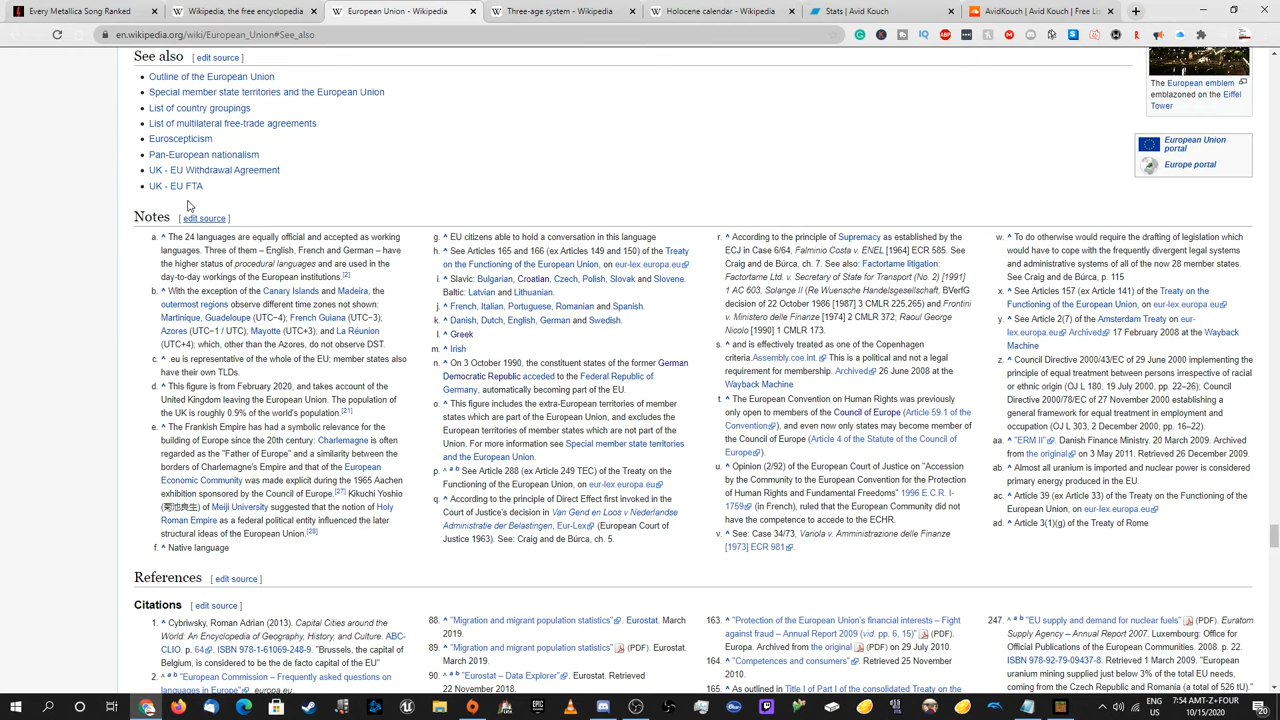 Every Metallica Songs Ranked
Wikipedia, the free encyclopedia
European Union - Wikipedia
Three-age system - Wikipedia
Holocene calendar - Wikipedia
Stats | Avid Kouch
AvidKouch | Avid Kouch | Free Li
en.wikipedia.org/wiki/European_Union#See_also
See also [ edit source ]
Outline of the European Union
Special member state territories and the European Union
List of country groupings
List of multilateral free-trade agreements
Euroscepticism
Pan-European nationalism
UK - EU Withdrawal Agreement
UK - EU FTA
The European emblem
emblazoned on the Eiffel
Tower
European Union
portal
Europe portal
Notes [ edit source ]
a. ^ The 24 languages are equally official and accepted as working
languages. Three of them – English, French and German – have
the higher status of procedural languages and are used in the
day-to-day workings of the European institutions.[2]
b. ^ With the exception of the Canary Islands and Madeira, the
outermost regions observe different time zones not shown:
Martinique, Guadeloupe (UTC−4); French Guiana (UTC−3);
Azores (UTC−1 / UTC); Mayotte (UTC+3); and La Réunion
(UTC+4); which, other than the Azores, do not observe DST.
c. ^ .eu is representative of the whole of the EU; member states also
have their own TLDs.
d. ^ This figure is from February 2020, and takes account of the
United Kingdom leaving the European Union. The population of
the UK is roughly 0.9% of the world's population.[21]
e. ^ The Frankish Empire has had a symbolic relevance for the
building of Europe since the 20th century: Charlemagne is often
regarded as the "Father of Europe" and a similarity between the
borders of Charlemagne's Empire and that of the European
Economic Community was made explicit during the 1965 Aachen
exhibition sponsored by the Council of Europe.[27] Kikuchi Yoshio
(菊池良生) of Meiji University suggested that the notion of Holy
Roman Empire as a federal political entity influenced the later
structural ideas of the European Union.[28]
f. ^ Native language
g. ^ EU citizens able to hold a conversation in this language
h. ^ See Articles 165 and 166 (ex Articles 149 and 150) of the Treaty
on the Functioning of the European Union, on eur-lex.europa.eu
i. ^ Slavic: Bulgarian, Croatian, Czech, Polish, Slovak and Slovene.
Baltic: Latvian and Lithuanian.
j. ^ French, Italian, Portuguese, Romanian and Spanish.
k. ^ Danish, Dutch, English, German and Swedish.
l. ^ Greek
m. ^ Irish
n. ^ On 3 October 1990, the constituent states of the former German
Democratic Republic acceded to the Federal Republic of
Germany, automatically becoming part of the EU.
o. ^ This figure includes the extra-European territories of member
states which are part of the European Union, and excludes the
European territories of member states which are not part of the
Union. For more information see Special member state territories
and the European Union.
p. ^ a b See Article 288 (ex Article 249 TEC) of the Treaty on the
Functioning of the European Union, on eur-lex.europa.eu
q. ^ According to the principle of Direct Effect first invoked in the
Court of Justice's decision in Van Gend en Loos v Nederlandse
Administratie der Belastingen, Eur-Lex (European Court of
Justice 1963). See: Craig and de Búrca, ch. 5.
r. ^ According to the principle of Supremacy as established by the
ECJ in Case 6/64, Falminio Costa v. ENEL [1964] ECR 585. See
Craig and de Búrca, ch. 7. See also: Factortame litigation:
Factortame Ltd. v. Secretary of State for Transport (No. 2) [1991]
1 AC 603, Solange II (Re Wuensche Handelsgesellschaft, BVerfG
decision of 22 October 1986 [1987] 3 CMLR 225,265) and Frontini
v. Ministero delle Finanze [1974] 2 CMLR 372; Raoul George
Nicolo [1990] 1 CMLR 173.
s. ^ and is effectively treated as one of the Copenhagen
criteria.Assembly.coe.int. This is a political and not a legal
requirement for membership. Archived 26 June 2008 at the
Wayback Machine
t. ^ The European Convention on Human Rights was previously
only open to members of the Council of Europe (Article 59.1 of the
Convention), and even now only states may become member of
the Council of Europe (Article 4 of the Statute of the Council of
Europe).
u. ^ Opinion (2/92) of the European Court of Justice on "Accession
by the Community to the European Convention for the Protection
of Human Rights and Fundamental Freedoms" 1996 E.C.R. I-
1759 (in French), ruled that the European Community did not
have the competence to accede to the ECHR.
v. ^ See: Case 34/73, Variola v. Amministrazione delle Finanze
[1973] ECR 981.
w. ^ To do otherwise would require the drafting of legislation which
would have to cope with the frequently divergent legal systems
and administrative systems of all of the now 28 member states.
See Craig and de Búrca, p. 115
x. ^ See Articles 157 (ex Article 141) of the Treaty on the
Functioning of the European Union, on eur-lex.europa.eu
y. ^ See Article 2(7) of the Amsterdam Treaty on eur-
lex.europa.eu Archived 17 February 2008 at the Wayback
Machine
z. ^ Council Directive 2000/43/EC of 29 June 2000 implementing the
principle of equal treatment between persons irrespective of racial
or ethnic origin (OJ L 180, 19 July 2000, pp. 22–26); Council
Directive 2000/78/EC of 27 November 2000 establishing a
general framework for equal treatment in employment and
occupation (OJ L 303, 2 December 2000, pp. 16–22).
aa. ^ "ERM II". Danish Finance Ministry. 20 March 2009. Archived
from the original on 3 May 2011. Retrieved 26 December 2009.
ab. ^ Almost all uranium is imported and nuclear power is considered
primary energy produced in the EU.
ac. ^ Article 39 (ex Article 33) of the Treaty on the Functioning of the
European Union, on eur-lex.europa.eu
ad. ^ Article 3(1)(g) of the Treaty of Rome
References [ edit source ]
Citations [ edit source ]
1. ^ Cybriwsky, Roman Adrian (2013). Capital Cities around the
World: An Encyclopedia of Geography, History, and Culture. ABC-
CLIO. p. 64. ISBN 978-1-61069-248-9. "Brussels, the capital of
Belgium, is considered to be the de facto capital of the EU"
2. ^ a b "European Commission – Frequently asked questions on
languages in Europe". europa.eu.
88. ^ "Migration and migrant population statistics". Eurostat. March
2019.
89. ^ "Migration and migrant population statistics" (PDF). Eurostat.
March 2019.
90. ^ "Eurostat – Data Explorer". Eurostat. Retrieved
22 November 2018.
163. ^ "Protection of the European Union's financial interests – Fight
against fraud – Annual Report 2009 (vid. pp. 6, 15)" (PDF).
Europa. Archived from the original (PDF) on 29 July 2010.
164. ^ "Competences and consumers". Retrieved 25 November
2010.
165. ^ As outlined in Title I of Part I of the consolidated Treaty on the
247. ^ a b "EU supply and demand for nuclear fuels" (PDF). Euratom
Supply Agency – Annual Report 2007. Luxembourg: Office for
Official Publications of the European Communities. 2008. p. 22.
ISBN 978-92-79-09437-8. Retrieved 1 March 2009. "European
uranium mining supplied just below 3% of the total EU needs,
coming from the Czech Republic and Romania (a total of 526 tU).
ENG
US
7:54 AM-Z+FOUR
10/15/2020
20